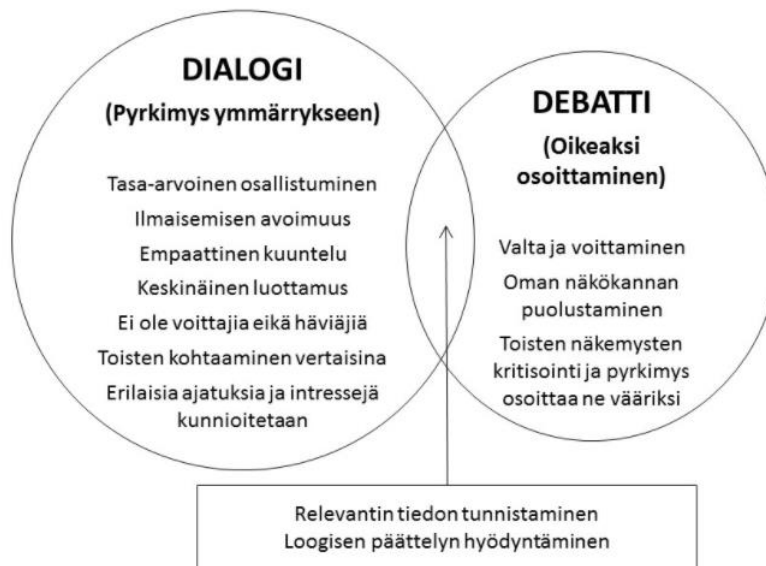 DIALOGI
(Pyrkimys ymmärrykseen)
Tasa-arvoinen osallistuminen
Ilmaisemisen avoimuus
Empaattinen kuuntelu
Keskinäinen luottamus
Ei ole voittajia eikä häviäjiä
Toisten kohtaaminen vertaisina
Erilaisia ajatuksia ja intressejä
kunnioitetaan
DEBATTI
(Oikeaksi
osoittaminen)
Valta ja voittaminen
Oman näkökannan
puolustaminen
Toisten näkemysten
kritisointi ja pyrkimys
osoittaa ne vääriksi
Relevantin tiedon tunnistaminen
Loogisen päättelyn hyödyntäminen